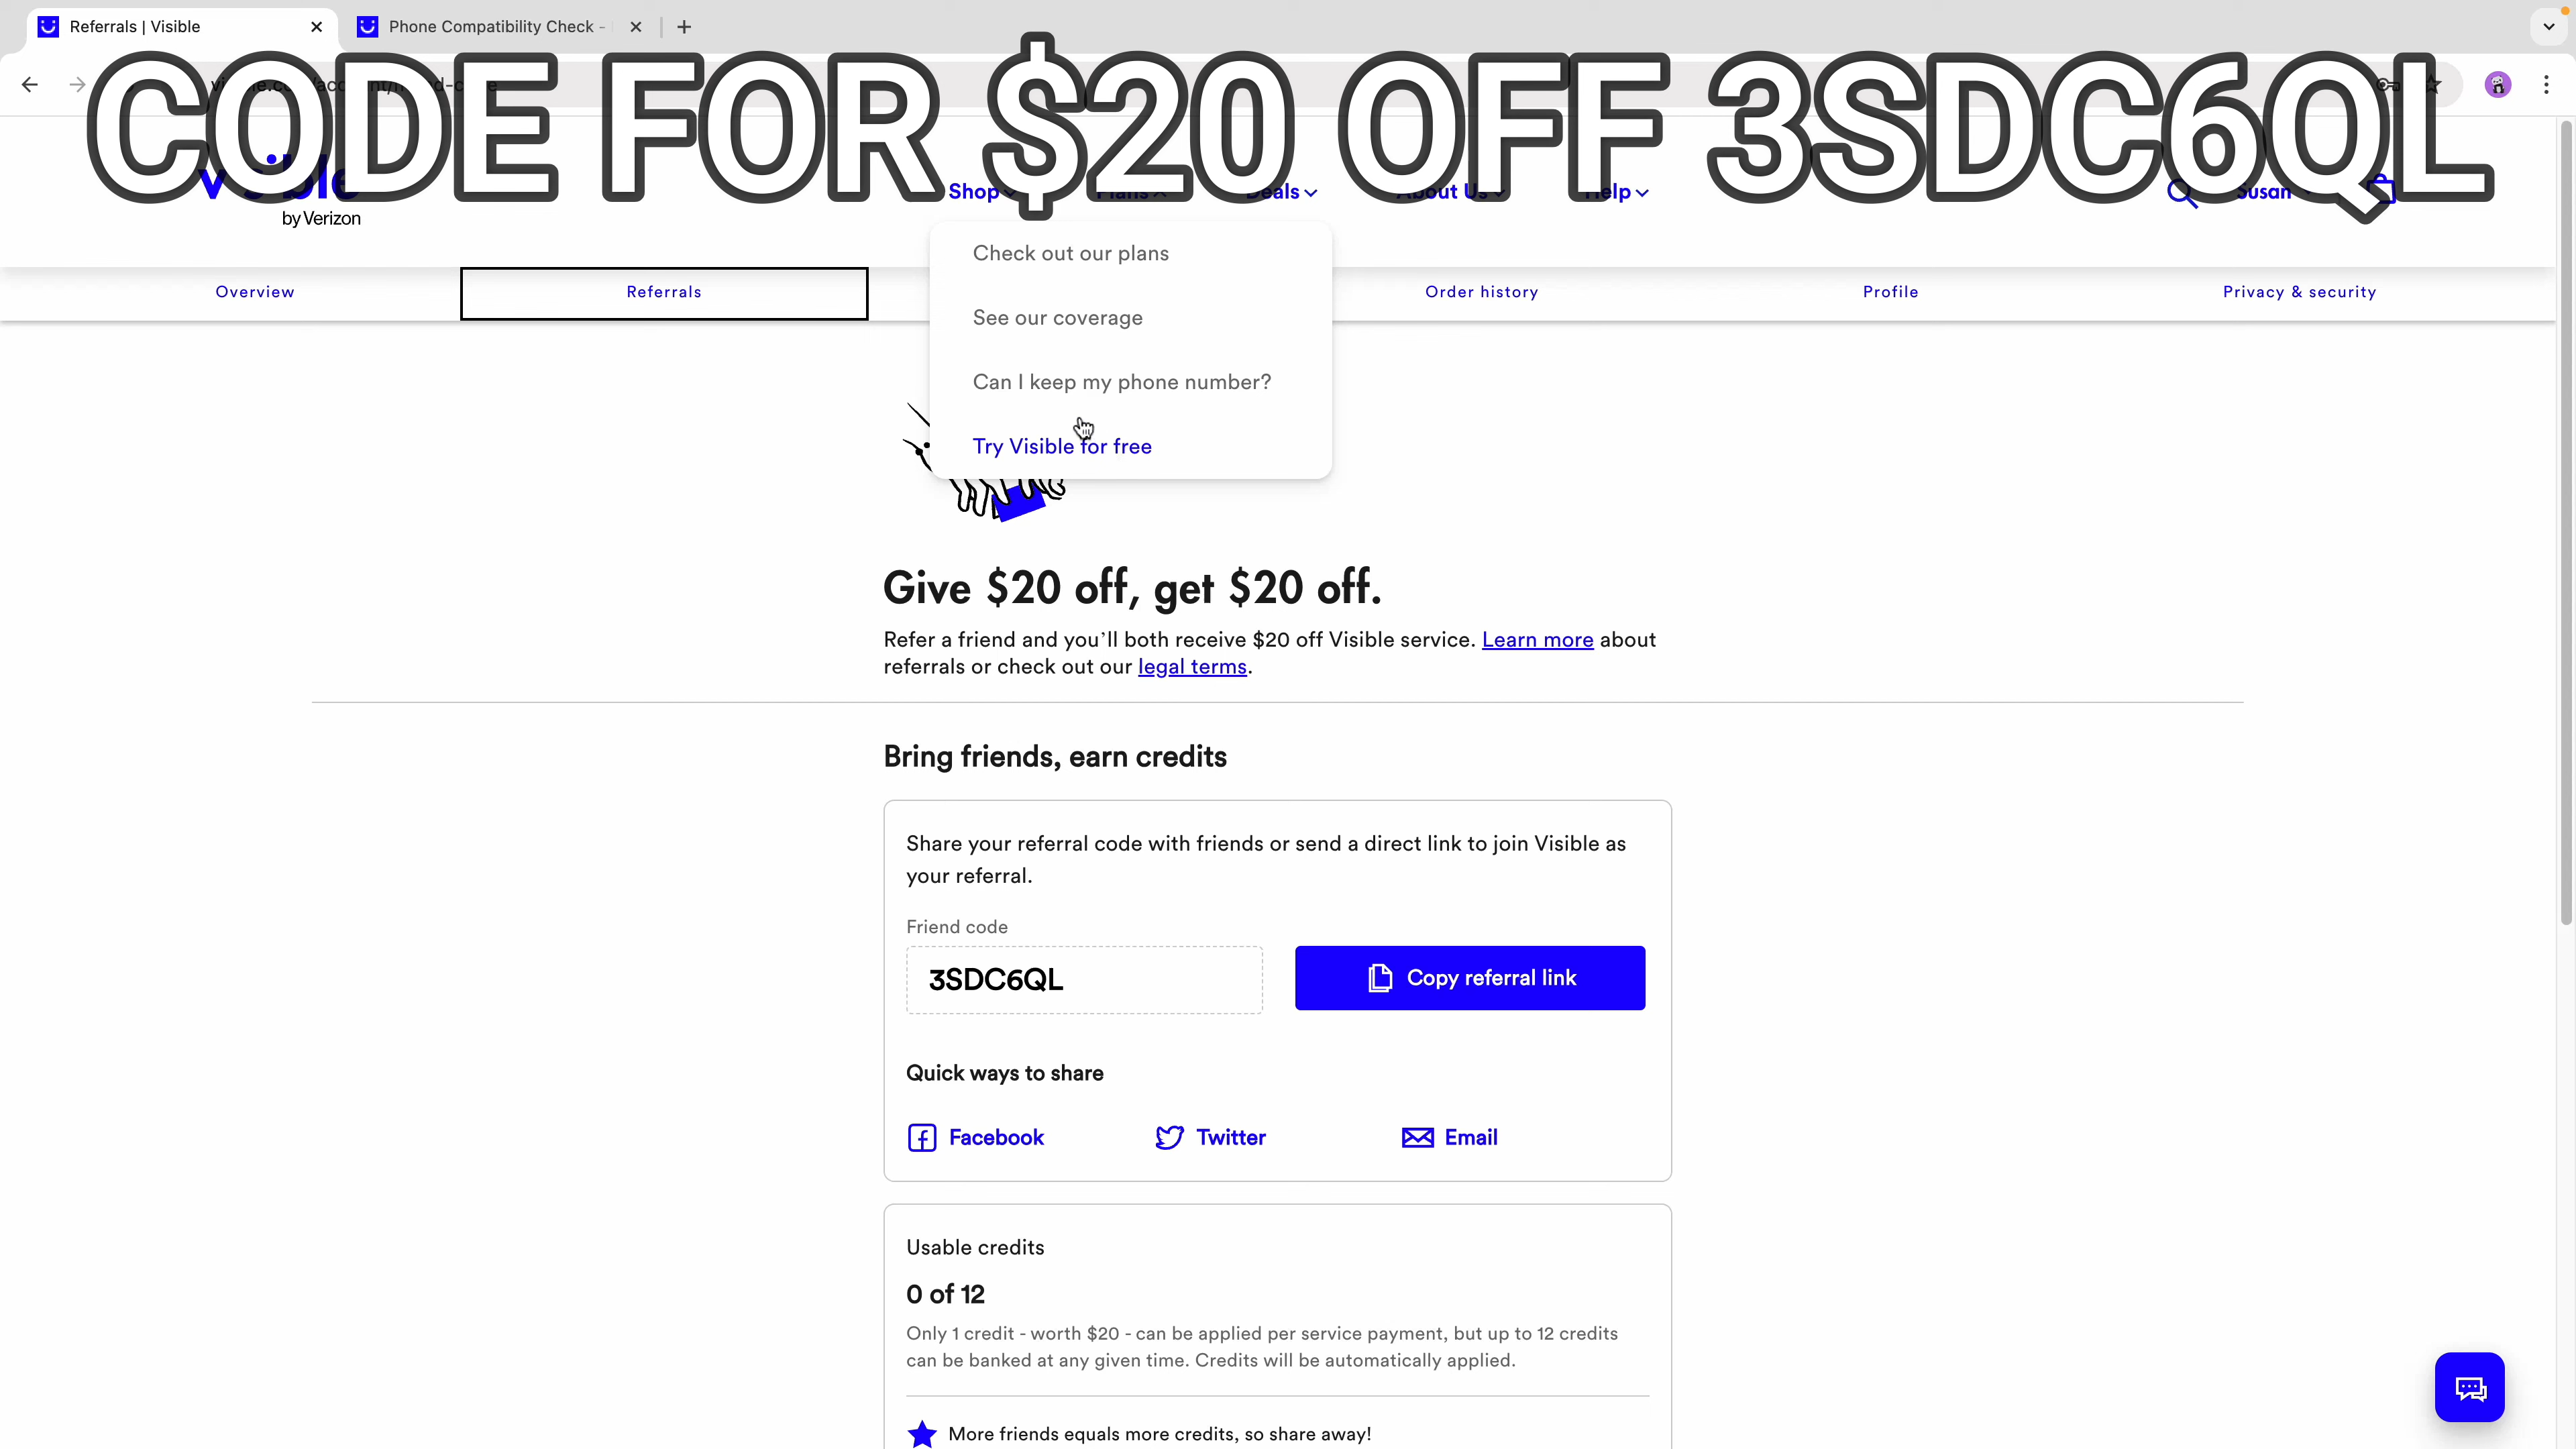 Referrals | Visible
Phone Compatibility Check -
CODE FOR $20 OFF 3SDC6QL
by Verizon
Shop
Plans
Deals
About Us
Help
Susan
Check out our plans
See our coverage
Can I keep my phone number?
Try Visible for free
Overview
Referrals
Order history
Profile
Privacy & security
Give $20 off, get $20 off.
Refer a friend and you'll both receive $20 off Visible service. Learn more about
referrals or check out our legal terms.
Bring friends, earn credits
Share your referral code with friends or send a direct link to join Visible as
your referral.
Friend code
3SDC6QL
Copy referral link
Quick ways to share
Facebook
Twitter
Email
Usable credits
0 of 12
Only 1 credit - worth $20 - can be applied per service payment, but up to 12 credits
can be banked at any given time. Credits will be automatically applied.
More friends equals more credits, so share away!